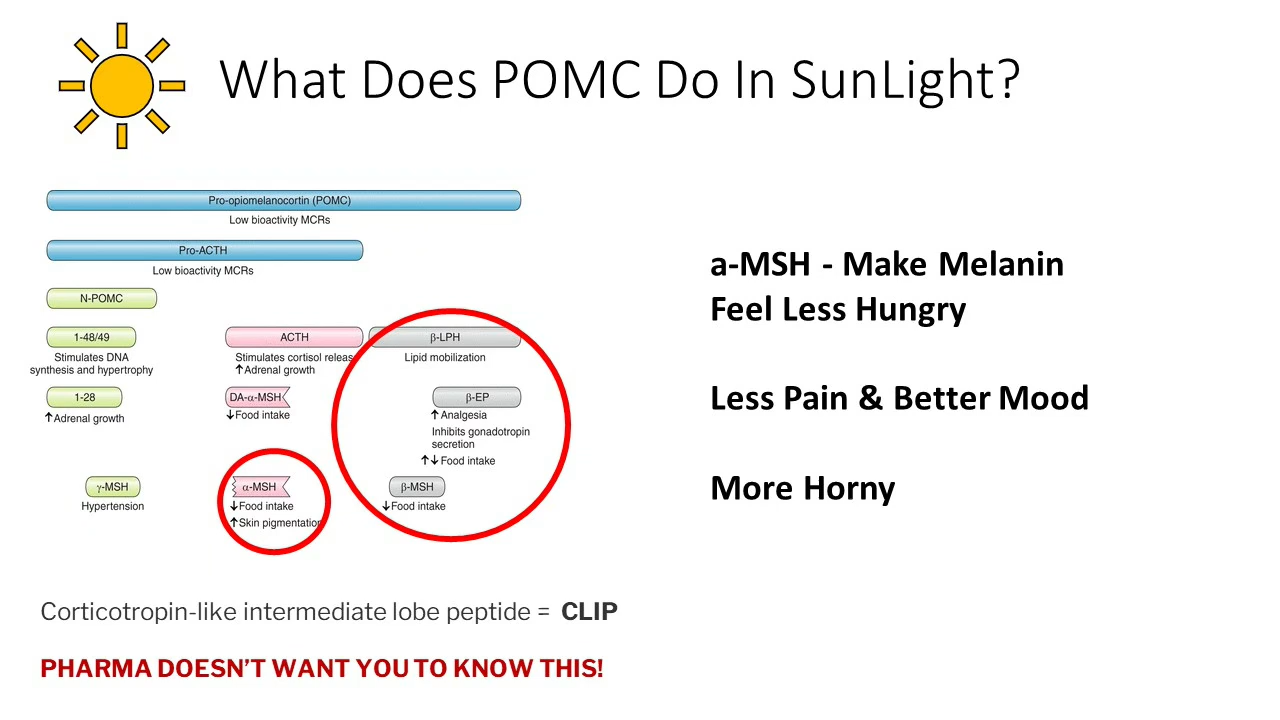 What Does POMC Do In SunLight?
Pro-opiomelanocortin (POMC)
Low bioactivity MCRs
Pro-ACTH
Low bioactivity MCRs
N-POMC
1-48/49
Stimulates DNA
synthesis and hypertrophy
1-28
↑Adrenal growth
γ-MSH
Hypertension
ACTH
Stimulates cortisol releas
↑Adrenal growth
DA-α-MSH
↓Food intake
α-MSH
↓Food intake
↑Skin pigmentation
β-LPH
Lipid mobilization
β-EP
↑Analgesia
Inhibits gonadotropin
secretion
↑↓Food intake
β-MSH
↓Food intake
a-MSH - Make Melanin
Feel Less Hungry
Less Pain & Better Mood
More Horny
Corticotropin-like intermediate lobe peptide = CLIP
PHARMA DOESN'T WANT YOU TO KNOW THIS!